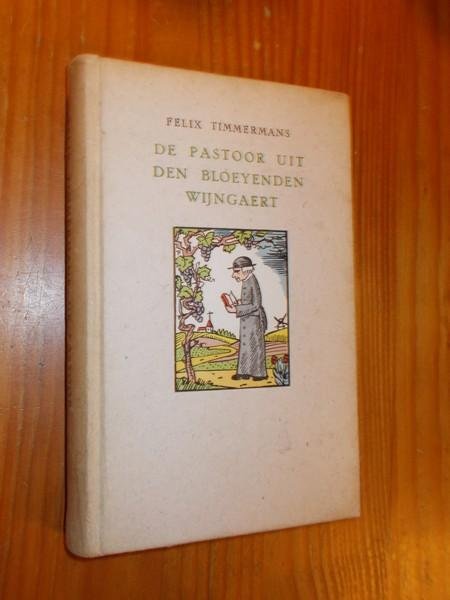 FELIX TIMMERMANS
DE PASTOOR UIT
DEN BLOEYENDEN
WIJNGAERT